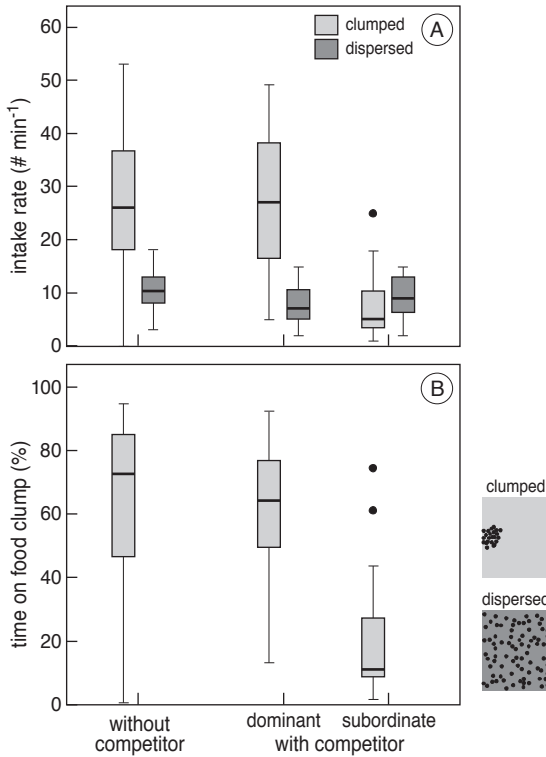 60
50
40
30
20
10
0
intake rate (# min⁻¹)
clumped
dispersed
A
100
80
60
40
20
0
time on food clump (%)
B
without
competitor
dominant
subordinate
with competitor
clumped
dispersed